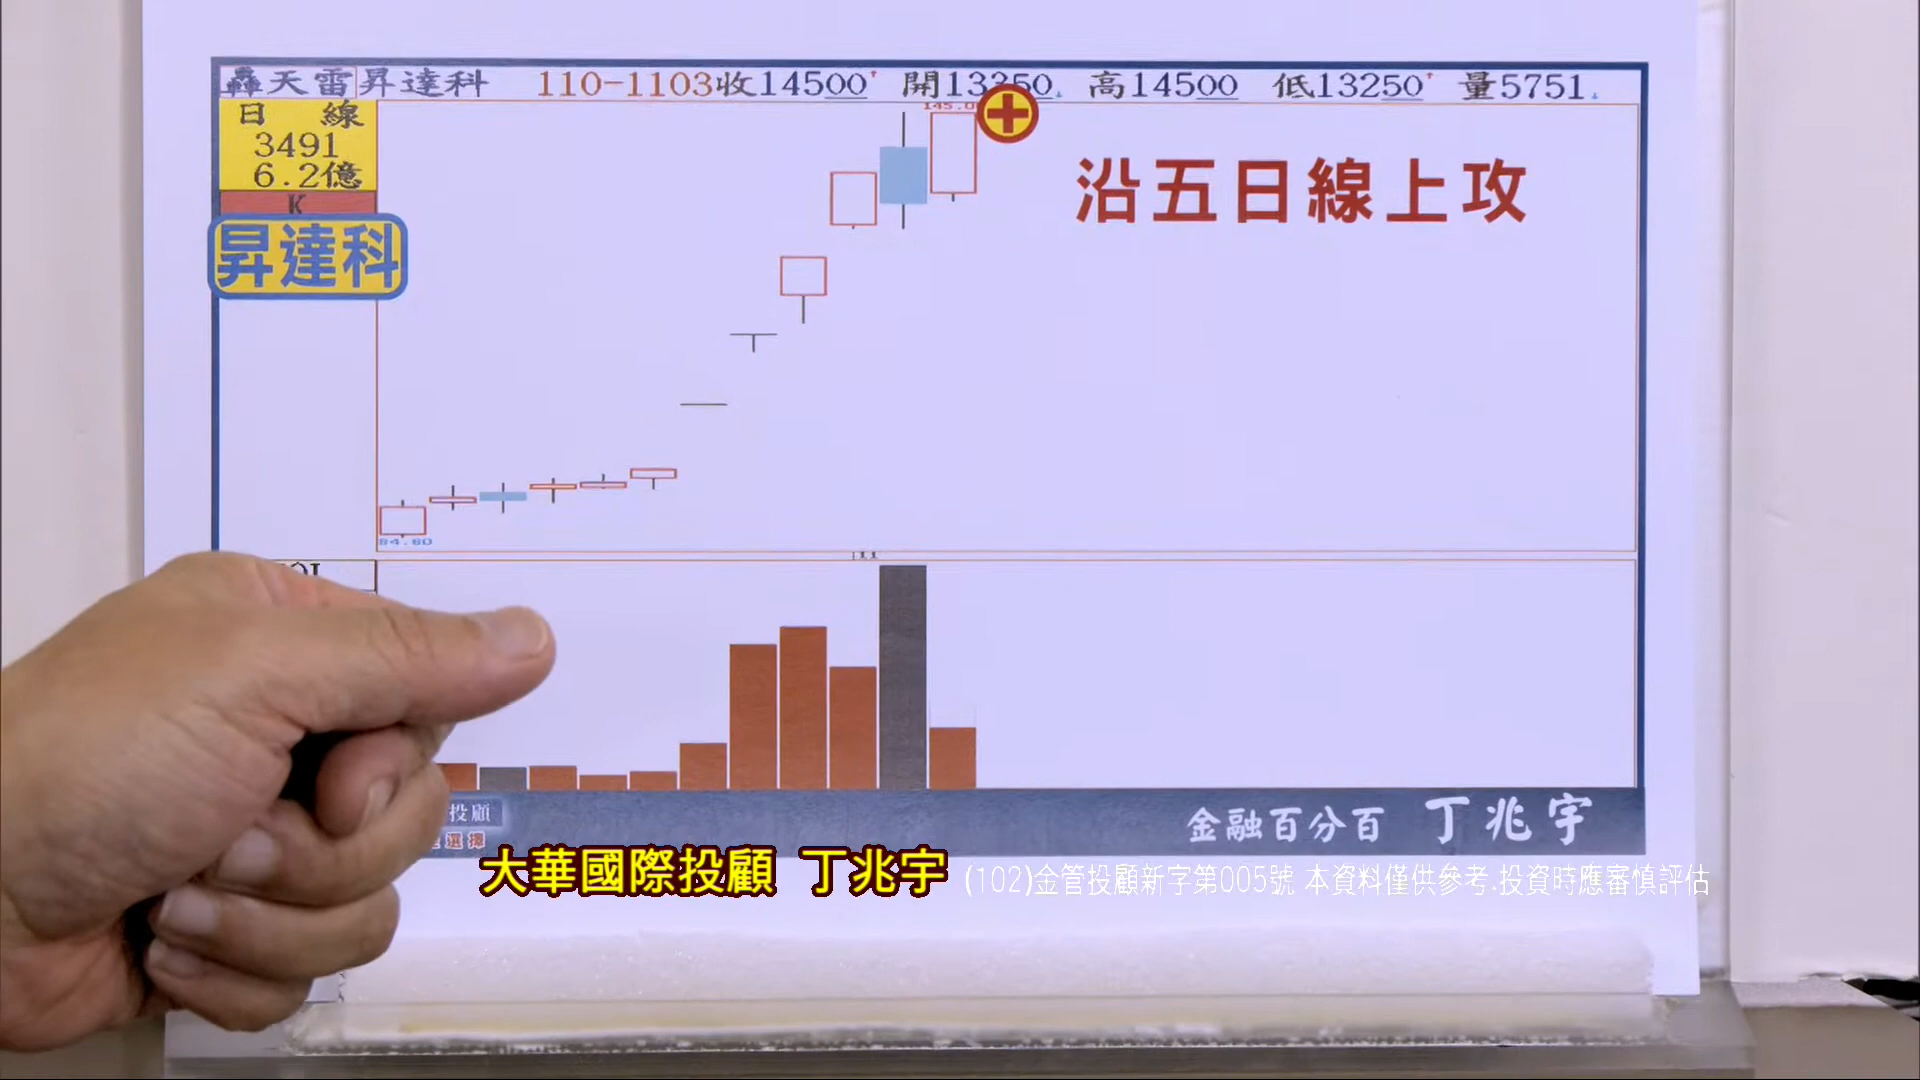 轟天雷昇達科 110-1103收14500 開13250 高14500 低13250 量5751
日 線
3491
6.2億
K
昇達科
145.0
沿五日線上攻
84.60
11
投顧
選擇
金融百分百 丁兆宇
大華國際投顧 丁兆宇 (102)金管投顧新字第005號 本資料僅供參考.投資時應審慎評估